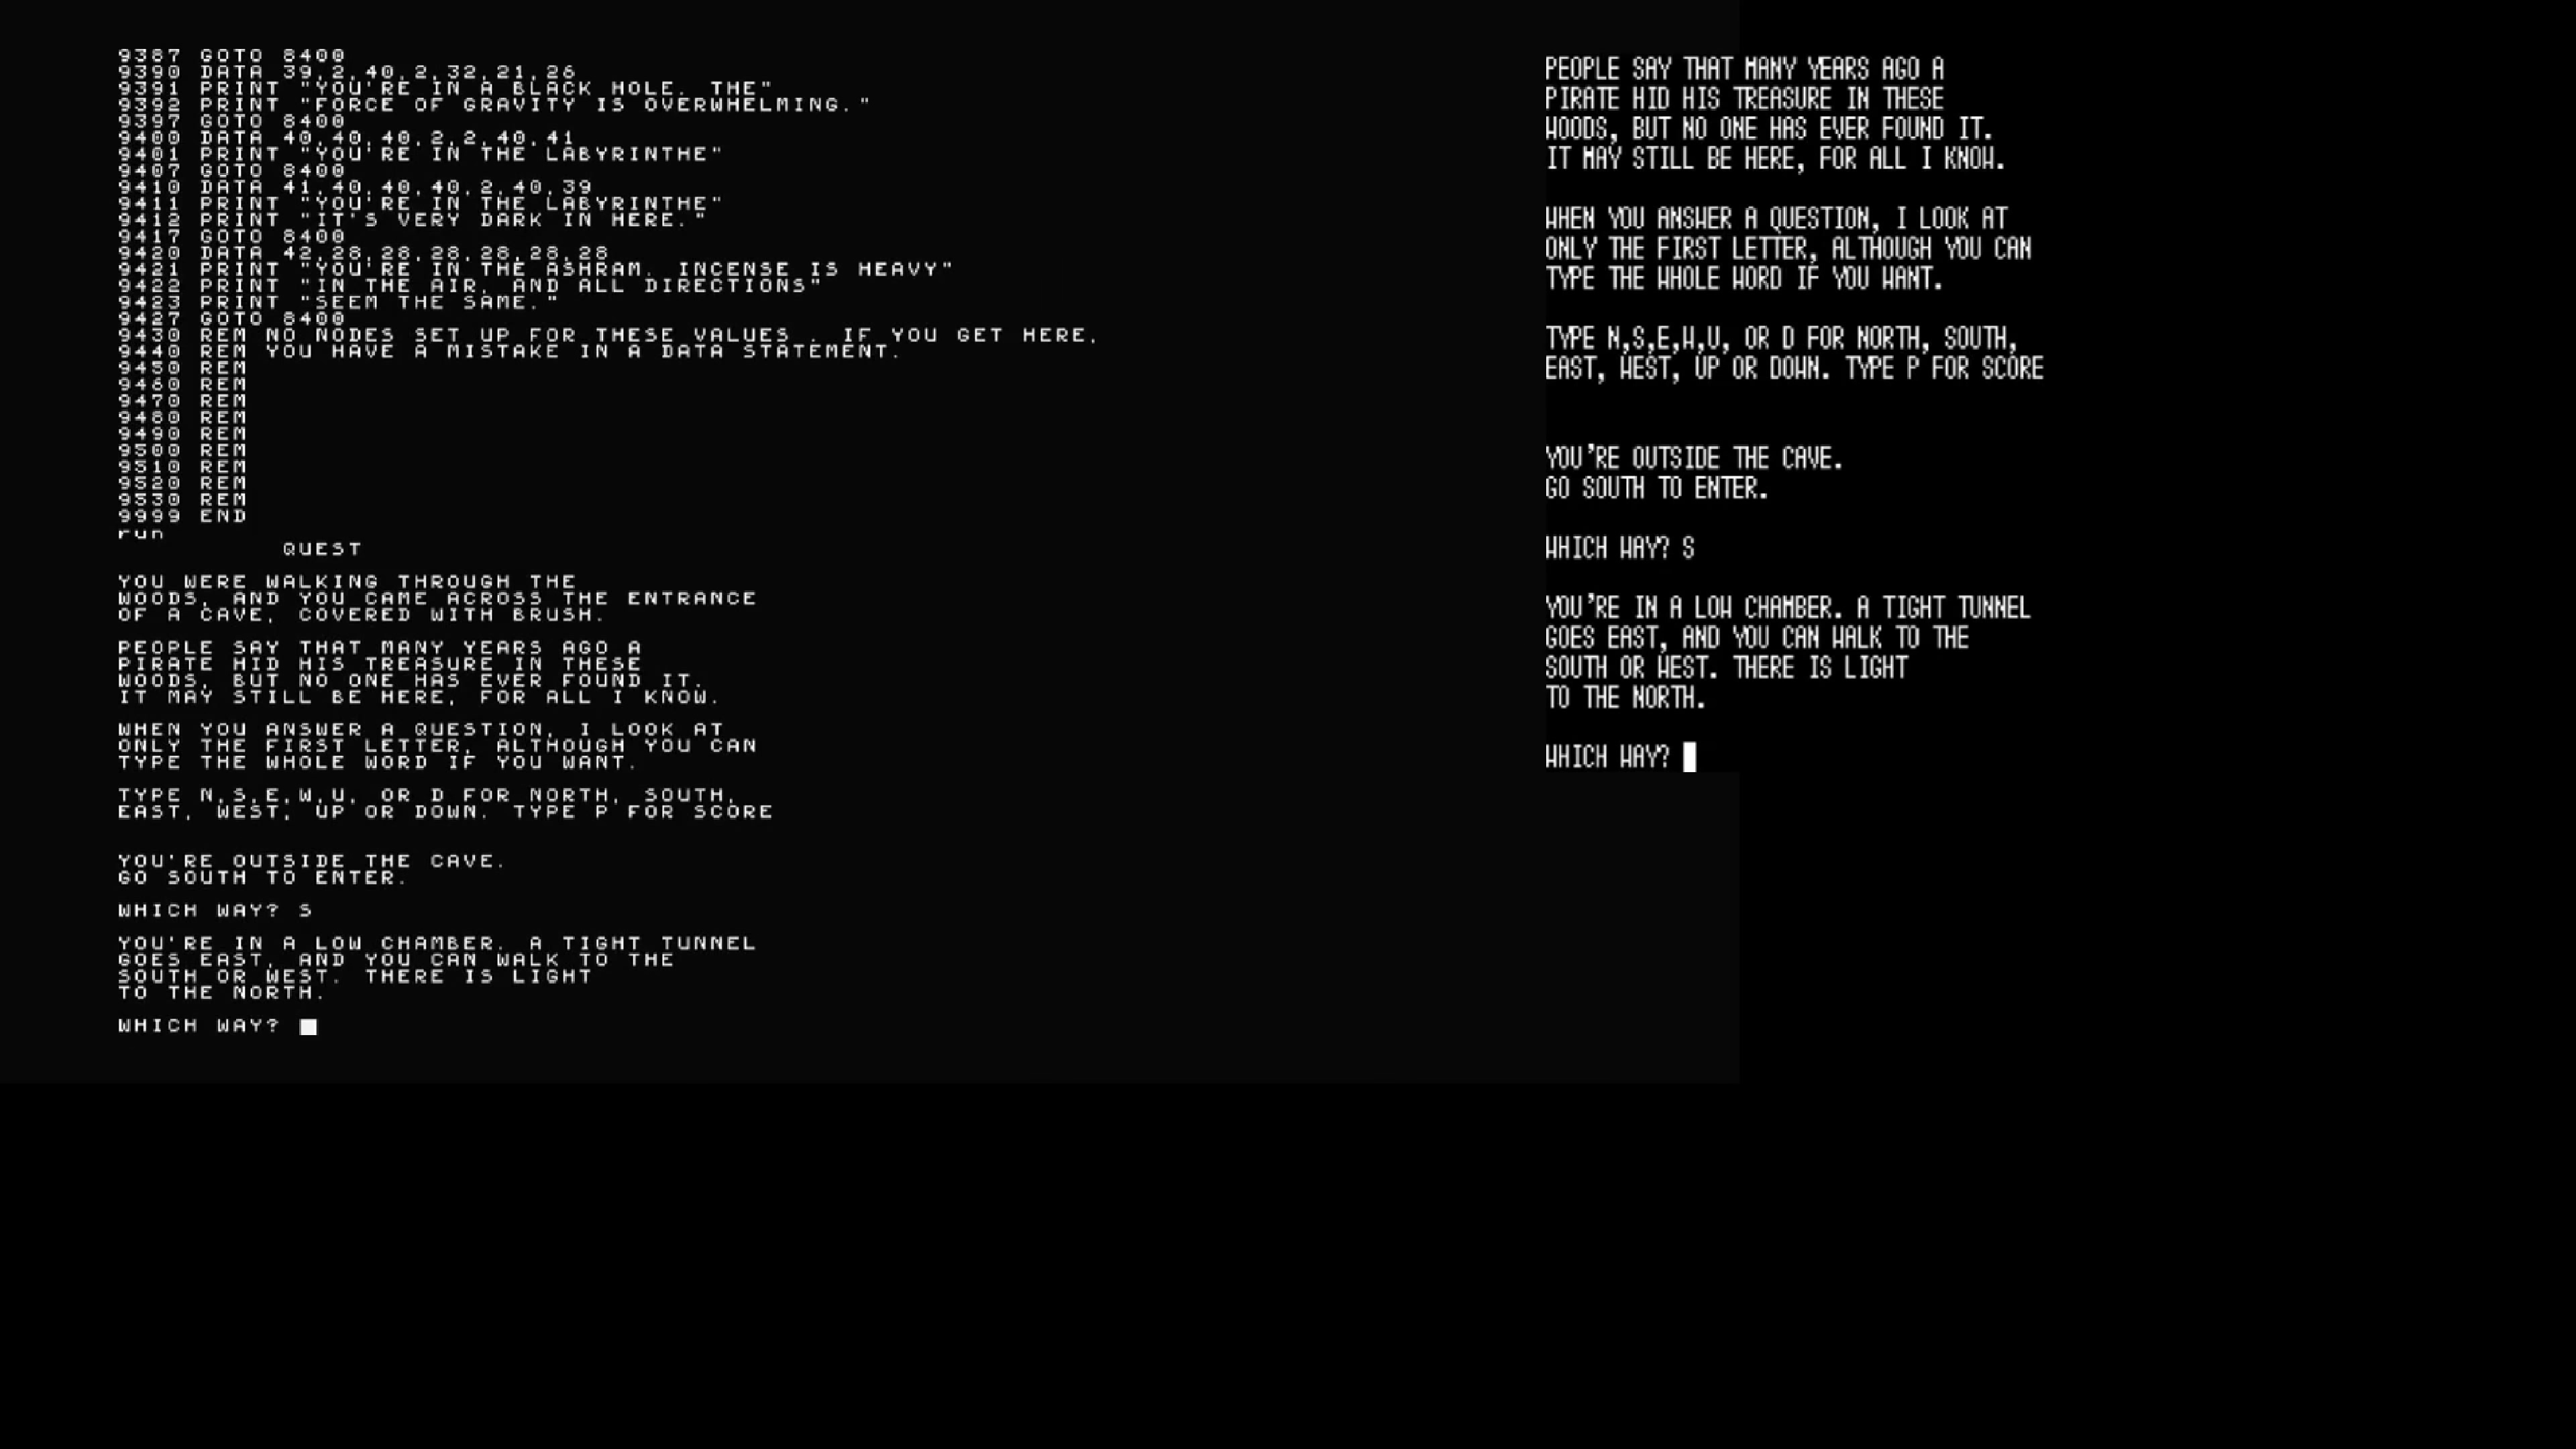 9387 GOTO 8400
9390 DATA 39,2,40,2,32,21,26
9391 PRINT "YOU'RE IN A BLACK HOLE. THE"
9392 PRINT "FORCE OF GRAVITY IS OVERWHELMING."
9397 GOTO 8400
9400 DATA 40,40,40,2,2,40,41
9401 PRINT "YOU'RE IN THE LABYRINTHE"
9407 GOTO 8400
9410 DATA 41,40,40,40,2,40,39
9411 PRINT "YOU'RE IN THE LABYRINTHE"
9412 PRINT "IT'S VERY DARK IN HERE."
9417 GOTO 8400
9420 DATA 42,28,28,28,28,28,28
9421 PRINT "YOU'RE IN THE ASHRAM. INCENSE IS HEAVY"
9422 PRINT "IN THE AIR, AND ALL DIRECTIONS"
9423 PRINT "SEEM THE SAME."
9427 GOTO 8400
9430 REM NO NODES SET UP FOR THESE VALUES . IF YOU GET HERE,
9440 REM YOU HAVE A MISTAKE IN A DATA STATEMENT.
9450 REM
9460 REM
9470 REM
9480 REM
9490 REM
9500 REM
9510 REM
9520 REM
9530 REM
9999 END
run
QUEST
YOU WERE WALKING THROUGH THE
WOODS, AND YOU CAME ACROSS THE ENTRANCE
OF A CAVE, COVERED WITH BRUSH.
PEOPLE SAY THAT MANY YEARS AGO A
PIRATE HID HIS TREASURE IN THESE
WOODS, BUT NO ONE HAS EVER FOUND IT.
IT MAY STILL BE HERE, FOR ALL I KNOW.
WHEN YOU ANSWER A QUESTION, I LOOK AT
ONLY THE FIRST LETTER, ALTHOUGH YOU CAN
TYPE THE WHOLE WORD IF YOU WANT.
TYPE N,S,E,W,U, OR D FOR NORTH, SOUTH,
EAST, WEST, UP OR DOWN. TYPE P FOR SCORE
YOU'RE OUTSIDE THE CAVE.
GO SOUTH TO ENTER.
WHICH WAY? S
YOU'RE IN A LOW CHAMBER. A TIGHT TUNNEL
GOES EAST, AND YOU CAN WALK TO THE
SOUTH OR WEST. THERE IS LIGHT
TO THE NORTH.
WHICH WAY?
PEOPLE SAY THAT MANY YEARS AGO A
PIRATE HID HIS TREASURE IN THESE
WOODS, BUT NO ONE HAS EVER FOUND IT.
IT MAY STILL BE HERE, FOR ALL I KNOW.
WHEN YOU ANSWER A QUESTION, I LOOK AT
ONLY THE FIRST LETTER, ALTHOUGH YOU CAN
TYPE THE WHOLE WORD IF YOU WANT.
TYPE N,S,E,W,U, OR D FOR NORTH, SOUTH,
EAST, WEST, UP OR DOWN. TYPE P FOR SCORE
YOU'RE OUTSIDE THE CAVE.
GO SOUTH TO ENTER.
WHICH WAY? S
YOU'RE IN A LOW CHAMBER. A TIGHT TUNNEL
GOES EAST, AND YOU CAN WALK TO THE
SOUTH OR WEST. THERE IS LIGHT
TO THE NORTH.
WHICH WAY?